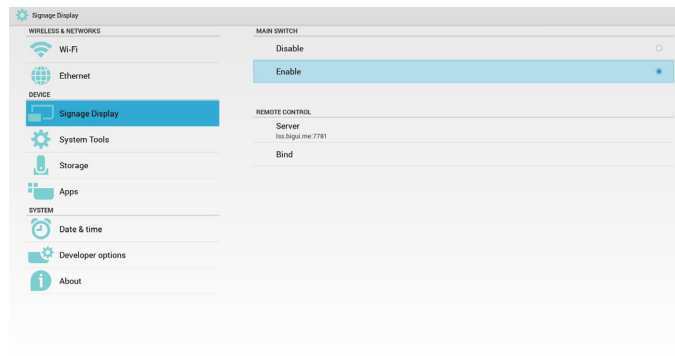 Signage Display
WIRELESS & NETWORKS
Wi-Fi
Ethernet
DEVICE
Signage Display
System Tools
Storage
Apps
SYSTEM
Date & time
Developer options
About
MAIN SWITCH
Disable
Enable
REMOTE CONTROL
Server
lss.bigui.me:7781
Bind